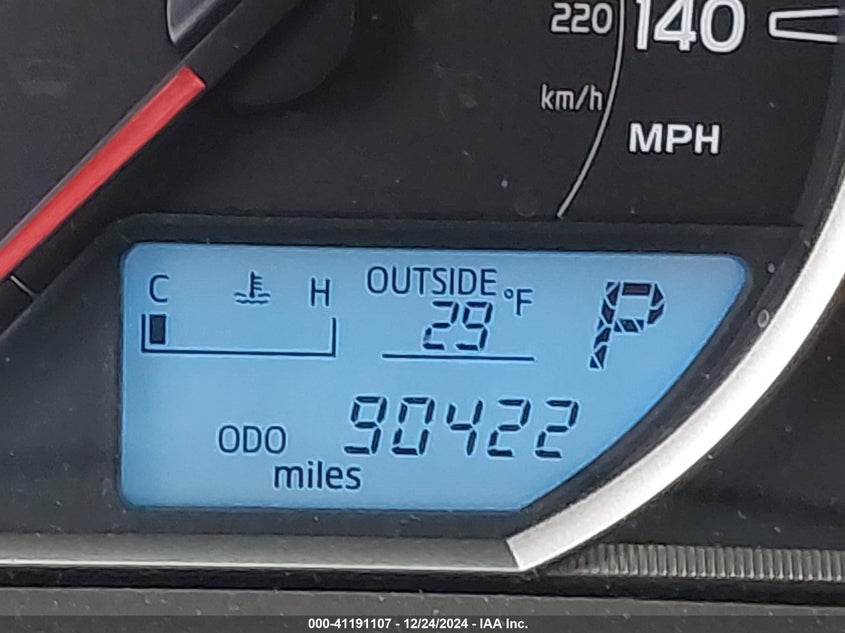 220 140
km/h
MPH
C H OUTSIDE
29 °F P
ODO 90422
miles
000-41191107 - 12/24/2024 - IAA Inc.